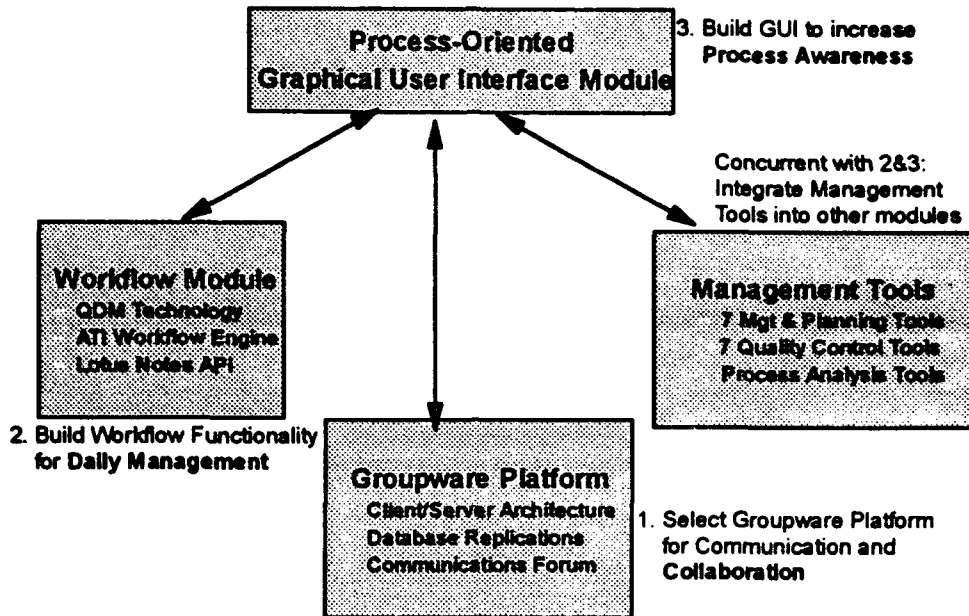 Process-Oriented
Graphical User Interface Module
3. Build GUI to increase
Process Awareness
Concurrent with 2&3:
Integrate Management
Tools into other modules
Workflow Module
QDM Technology
ATI Workflow Engine
Lotus Notes API
Management Tools
7 Mgt & Planning Tools
7 Quality Control Tools
Process Analysis Tools
2. Build Workflow Functionality
for Daily Management
Groupware Platform
Client/Server Architecture
Database Replications
Communications Forum
1. Select Groupware Platform
for Communication and
Collaboration